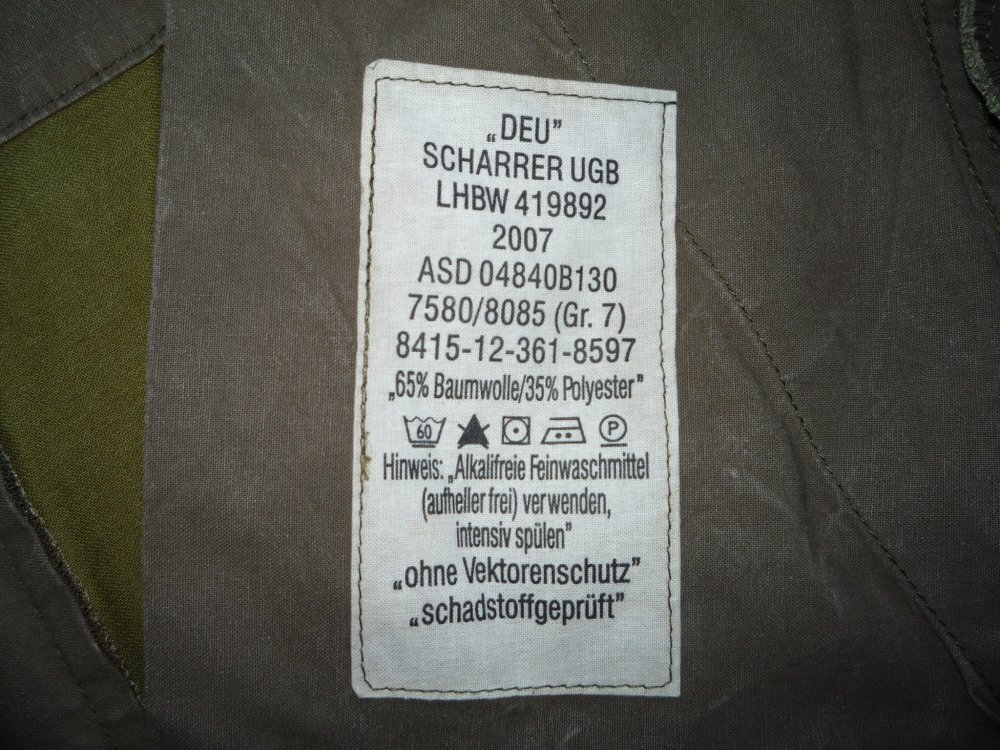 „DEU”
SCHARRER UGB
LHBW 419892
2007
ASD 04840B130
7580/8085 (Gr. 7)
8415-12-361-8597
„65% Baumwolle/35% Polyester”
60 P
Hinweis: „Alkalifreie Feinwaschmittel
(aufheller frei) verwenden,
intensiv spülen”
„ohne Vektorenschutz”
„schadstoffgeprüft”